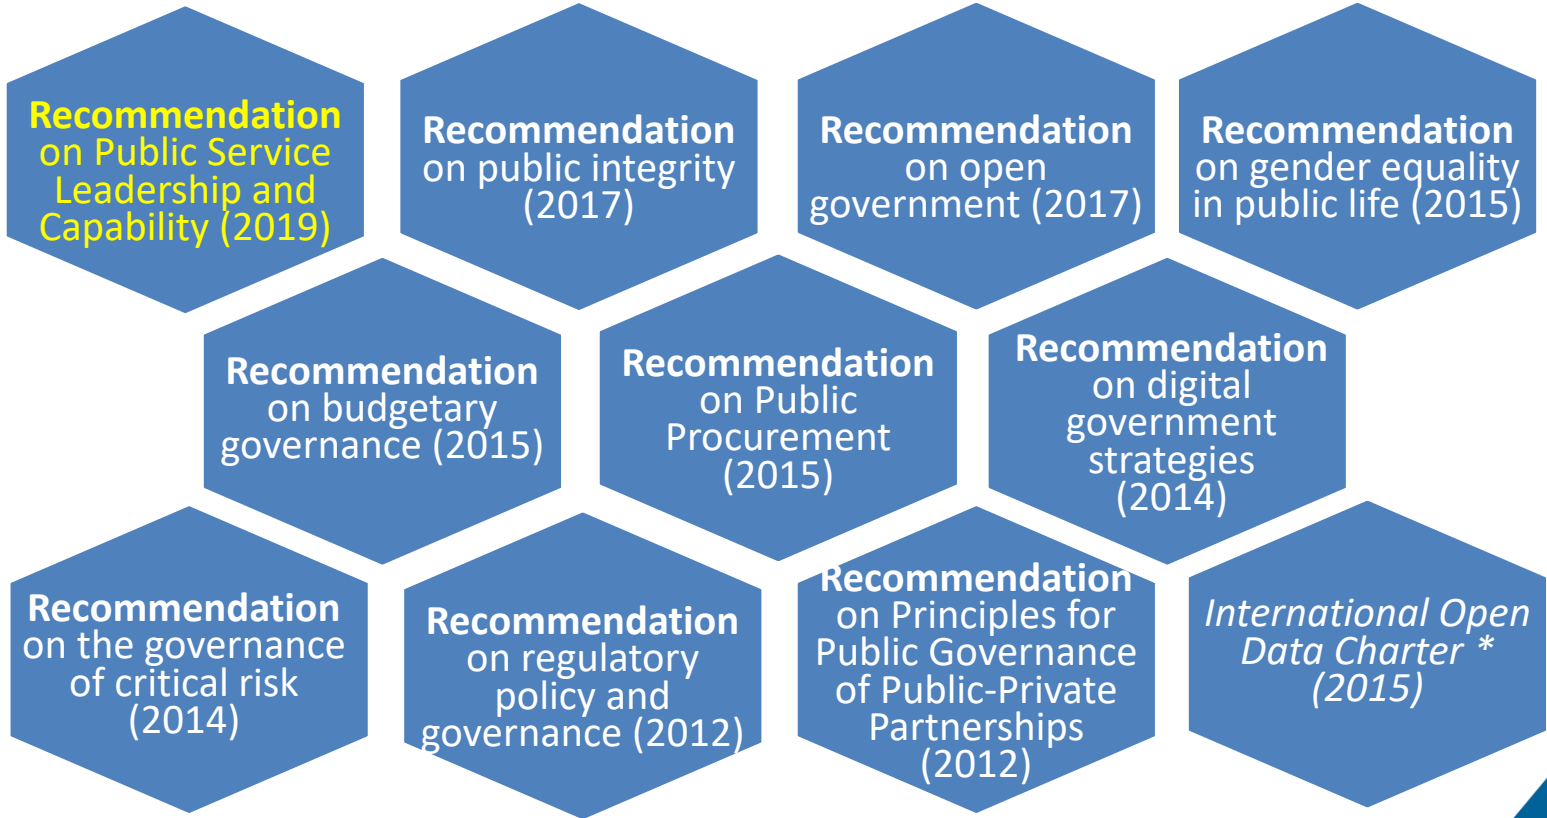 Recommendation
on Public Service
Leadership and
Capability (2019)
Recommendation
on public integrity
(2017)
Recommendation
on open
government (2017)
Recommendation
on gender equality
in public life (2015)
Recommendation
on budgetary
governance (2015)
Recommendation
on Public
Procurement
(2015)
Recommendation
on digital
government
strategies
(2014)
Recommendation
on the governance
of critical risk
(2014)
Recommendation
on regulatory
policy and
governance (2012)
Recommendation
on Principles for
Public Governance
of Public-Private
Partnerships
(2012)
International Open
Data Charter *
(2015)